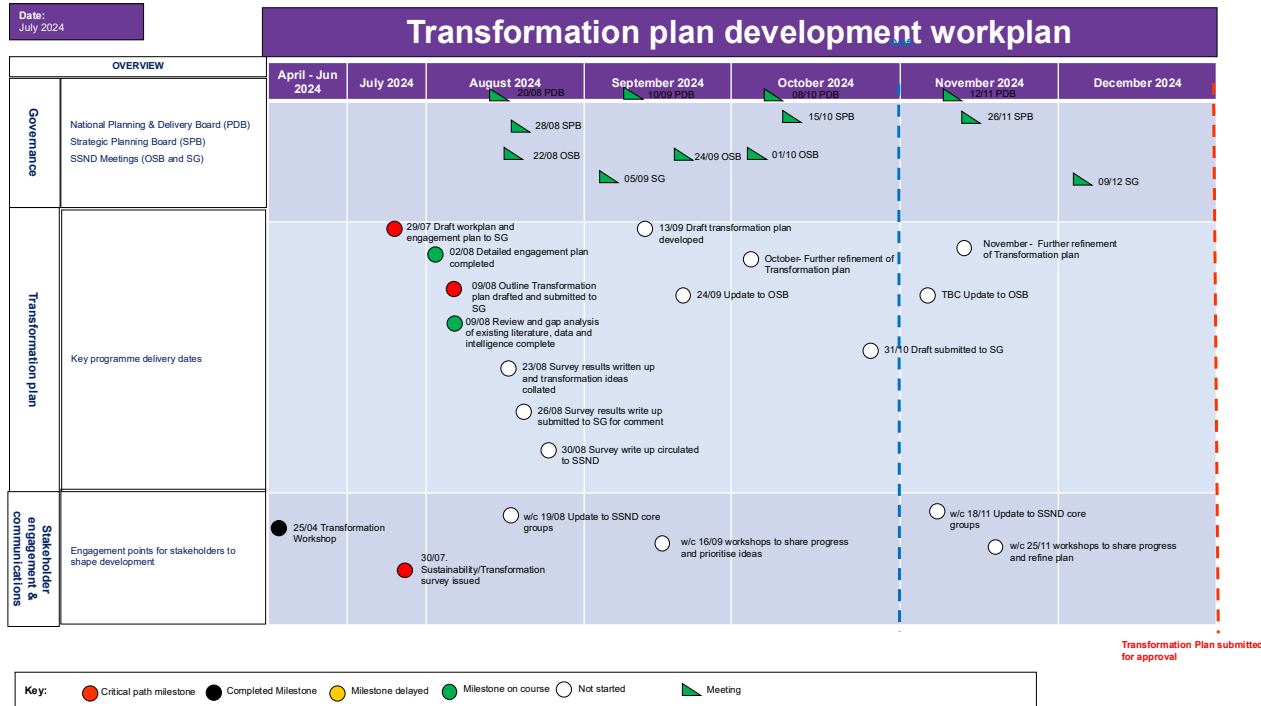 Date:
July 2024
Transformation plan development workplan
OVERVIEW
April - Jun
2024
July 2024
August 2024
September 2024
October 2024
November 2024
December 2024
Governance
National Planning & Delivery Board (PDB)
Strategic Planning Board (SPB)
SSND Meetings (OSB and SG)
20/08 PDB
10/09 PDB
08/10 PDB
12/11 PDB
28/08 SPB
15/10 SPB
26/11 SPB
22/08 OSB
24/09 OSB
01/10 OSB
05/09 SG
09/12 SG
Transformation plan
Key programme delivery dates
29/07 Draft workplan and
engagement plan to SG
02/08 Detailed engagement plan
completed
09/08 Outline Transformation
plan drafted and submitted to
SG
09/08 Review and gap analysis
of existing literature, data and
intelligence complete
23/08 Survey results written up
and transformation ideas
collated
26/08 Survey results write up
submitted to SG for comment
30/08 Survey write up circulated
to SSND
13/09 Draft transformation plan
developed
October- Further refinement of
Transformation plan
24/09 Update to OSB
31/10 Draft submitted to SG
November - Further refinement
of Transformation plan
TBC Update to OSB
Stakeholder
engagement &
communications
Engagement points for stakeholders to
shape development
25/04 Transformation
Workshop
30/07.
Sustainability/Transformation
survey issued
w/c 19/08 Update to SSND core
groups
w/c 16/09 workshops to share progress
and prioritise ideas
w/c 18/11 Update to SSND core
groups
w/c 25/11 workshops to share progress
and refine plan
Transformation Plan submitted
for approval
Key:
Critical path milestone
Completed Milestone
Milestone delayed
Milestone on course
Not started
Meeting